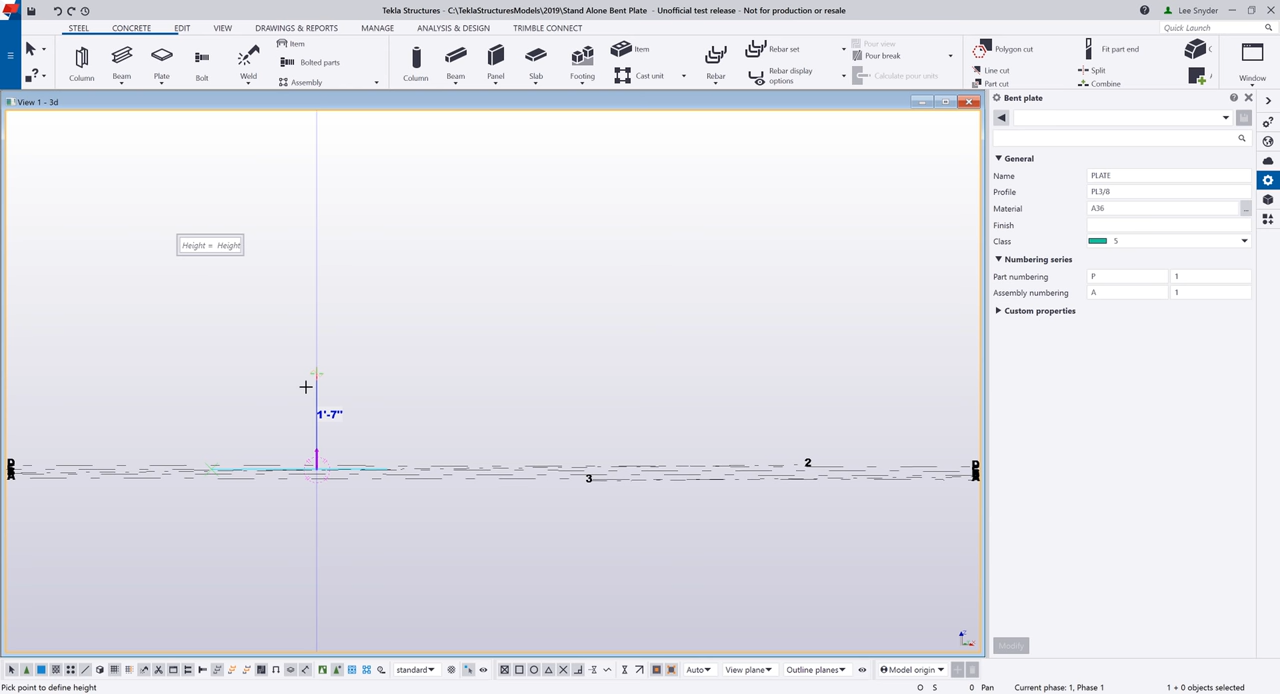 Tekla Structures - C:\TeklaStructuresModels\2019\Stand Alone Bent Plate - Unofficial test release - Not for production or resale
Lee Snyder
STEEL CONCRETE EDIT VIEW DRAWINGS & REPORTS MANAGE ANALYSIS & DESIGN TRIMBLE CONNECT
Quick Launch
Column Beam Plate Bolt Weld
Item
Bolted parts
Assembly
Column Beam Panel Slab Footing
Item
Cast unit
Rebar
Rebar set
Rebar display options
Pour view
Pour break
Calculate pour units
Polygon cut
Line cut
Part cut
Fit part end
Split
Combine
Window
View 1 - 3d
Height = Height
1'-7"
2
3
Bent plate
General
Name PLATE
Profile PL3/8
Material A36 ...
Finish
Class 5
Numbering series
Part numbering P 1
Assembly numbering A 1
Custom properties
Modify
standard
Auto
View plane
Outline planes
Model origin
Pick point to define height
O S 0 Pan Current phase: 1, Phase 1 1 + 0 objects selected